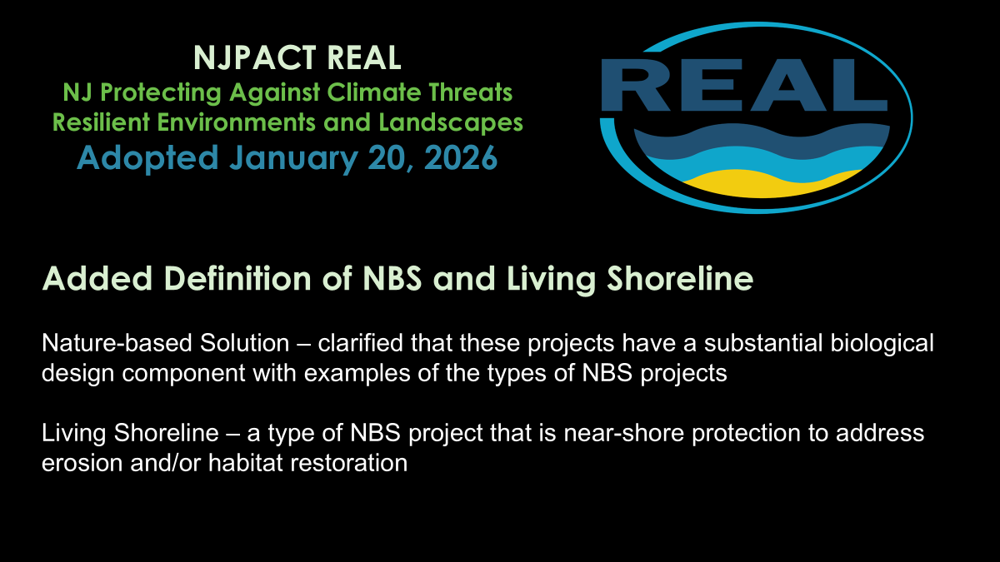 NJPACT REAL
NJ Protecting Against Climate Threats
Resilient Environments and Landscapes
Adopted January 20, 2026
REAL
Added Definition of NBS and Living Shoreline
Nature-based Solution – clarified that these projects have a substantial biological
design component with examples of the types of NBS projects
Living Shoreline – a type of NBS project that is near-shore protection to address
erosion and/or habitat restoration